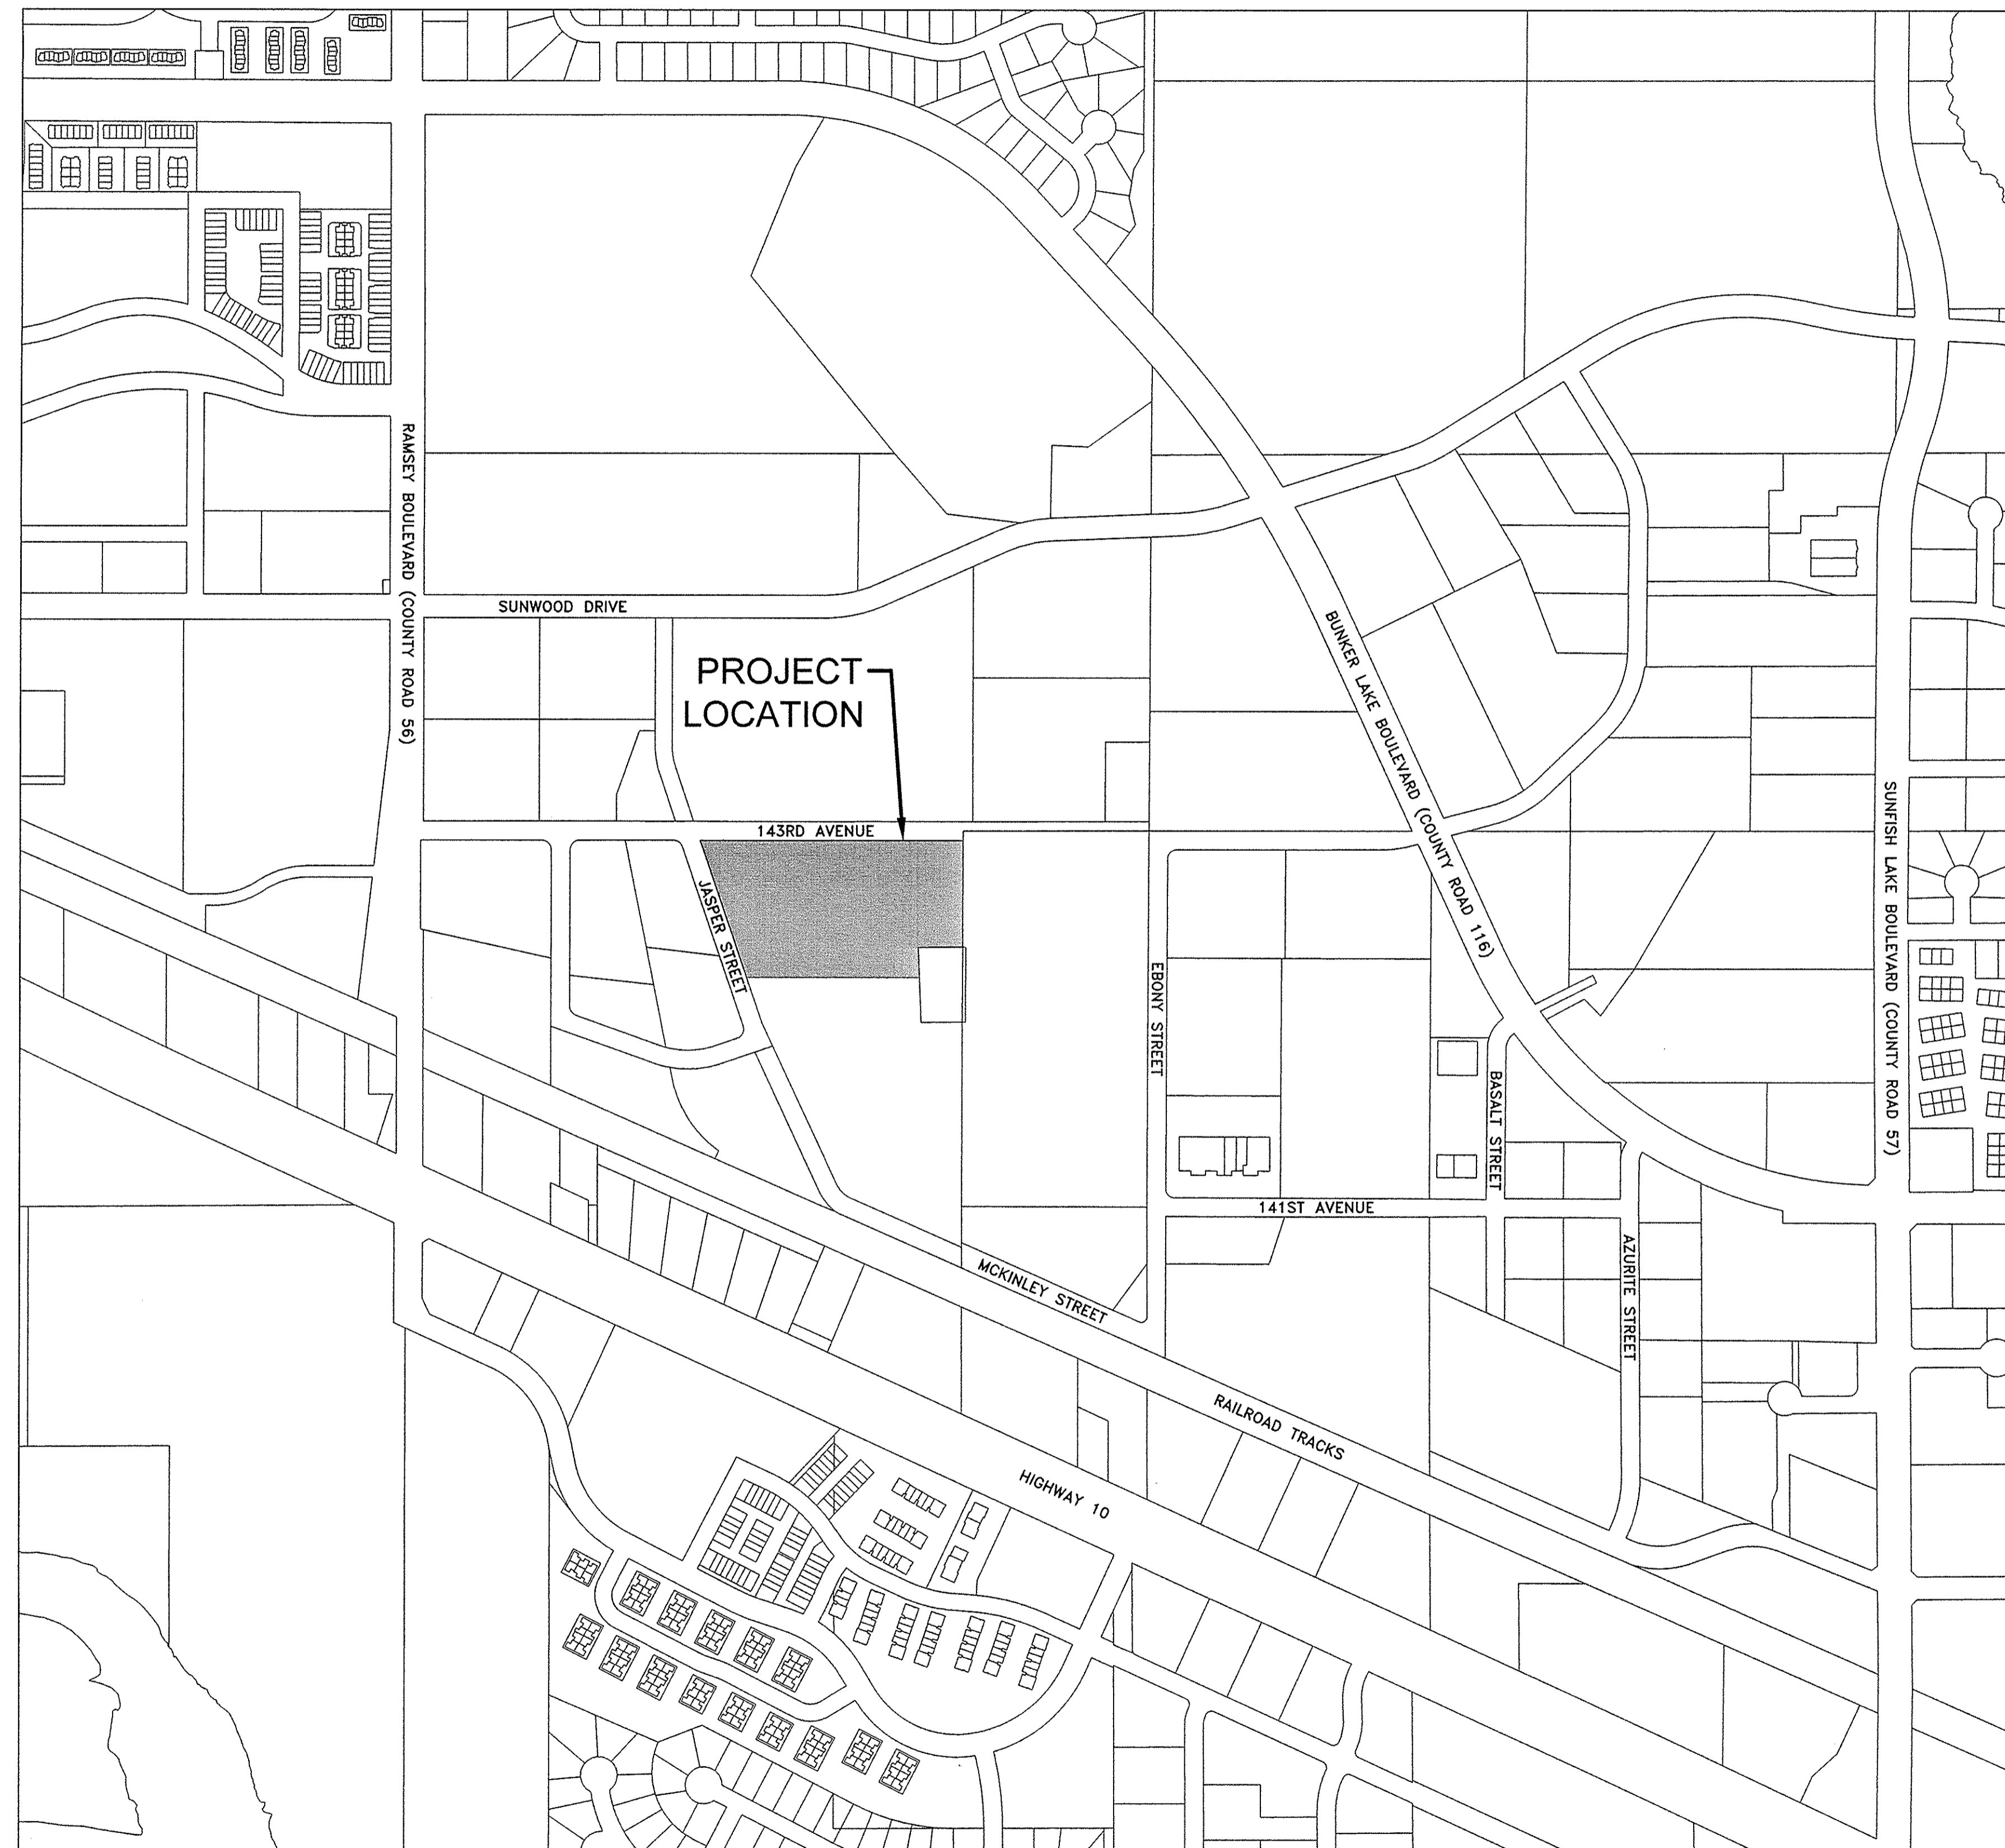 RAMSEY BOULEVARD (COUNTY ROAD 56)
SUNWOOD DRIVE
PROJECT
LOCATION
BUNKER LAKE BOULEVARD (COUNTY ROAD 116)
SUNFISH LAKE BOULEVARD (COUNTY ROAD 57)
143RD AVENUE
JASPER STREET
EBONY STREET
BASALT STREET
141ST AVENUE
AZURITE STREET
MCKINLEY STREET
RAILROAD TRACKS
HIGHWAY 10